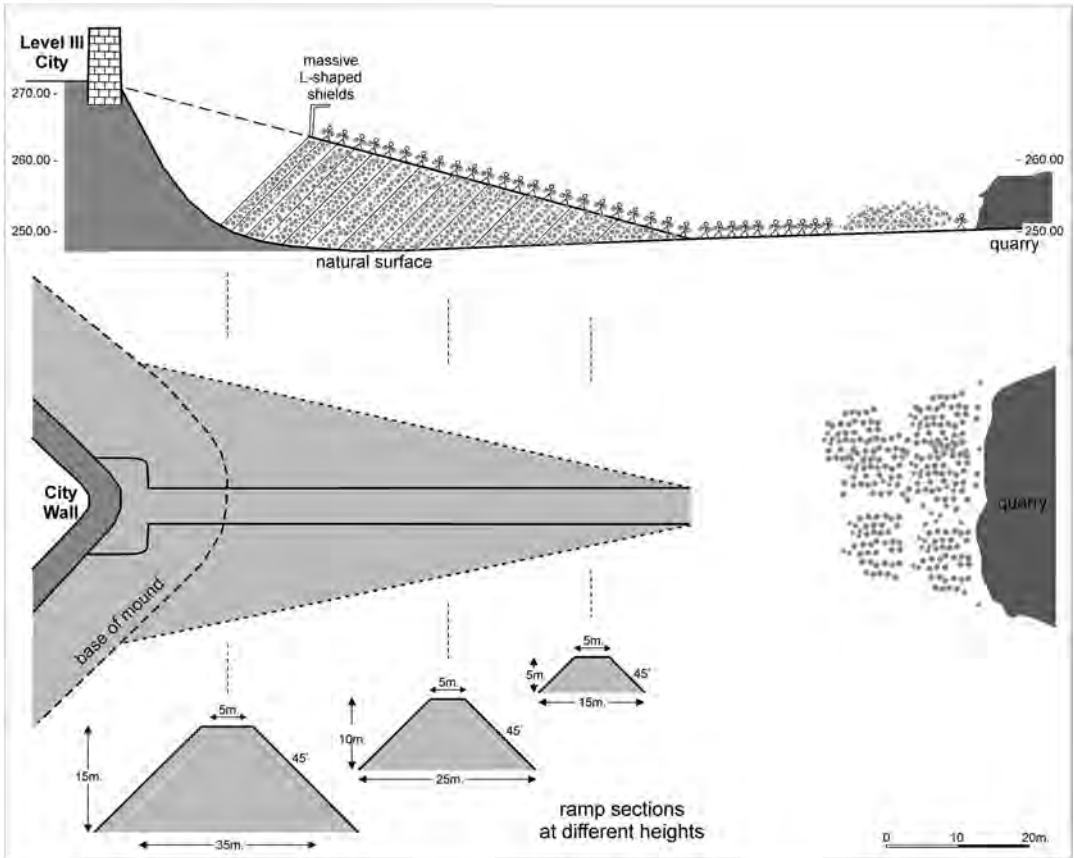 Level III
City
massive
L-shaped
shields
270.00 -
260.00 -
250.00 -
- 260.00
250.00
quarry
natural surface
City
Wall
quarry
base of mound
5m.
5m.
45°
15m.
5m.
10m.
45°
25m.
5m.
15m.
45°
35m.
ramp sections
at different heights
0 10 20m.